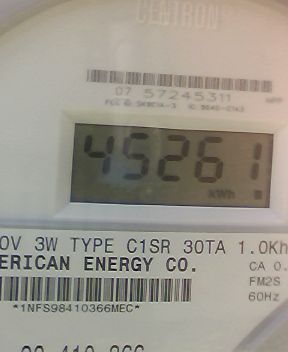 CENTRON
07 57245311
45261
kWh
0V 3W TYPE C1SR 30TA 1.0Kh
ERICAN ENERGY CO.
CA 0.
FM2S
60Hz
*1NFS98410366MEC*